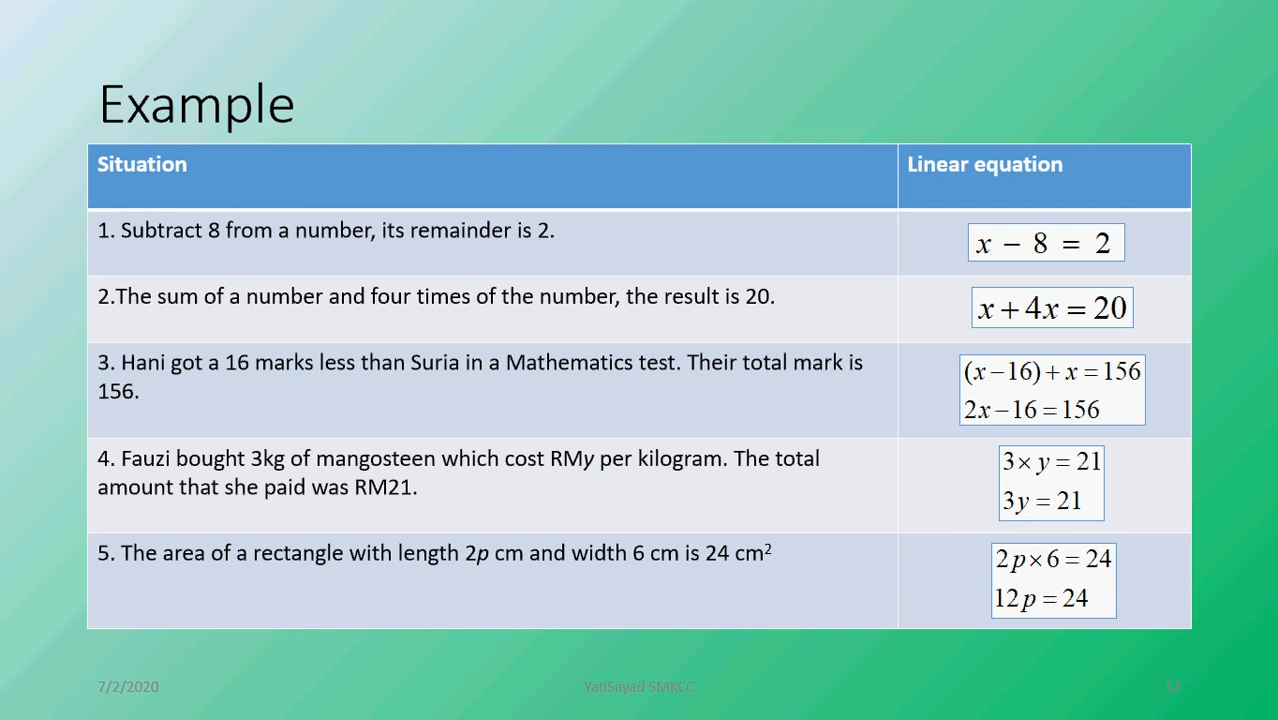 Example
Situation
Linear equation
1. Subtract 8 from a number, its remainder is 2.
x − 8 = 2
2.The sum of a number and four times of the number, the result is 20.
x + 4x = 20
3. Hani got a 16 marks less than Suria in a Mathematics test. Their total mark is
156.
(x − 16) + x = 156
2x − 16 = 156
4. Fauzi bought 3kg of mangosteen which cost RMy per kilogram. The total
amount that she paid was RM21.
3 × y = 21
3y = 21
5. The area of a rectangle with length 2p cm and width 6 cm is 24 cm²
2p × 6 = 24
12p = 24
7/2/2020
YatiSayad SMKCC
12